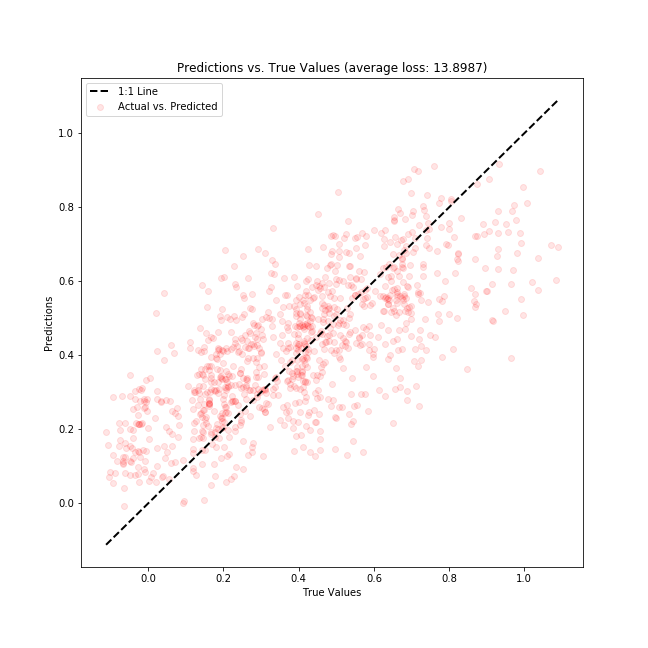 Predictions vs. True Values (average loss: 13.8987)
1:1 Line
Actual vs. Predicted
1.0
0.8
0.6
0.4
0.2
0.0
Predictions
0.0 0.2 0.4 0.6 0.8 1.0
True Values